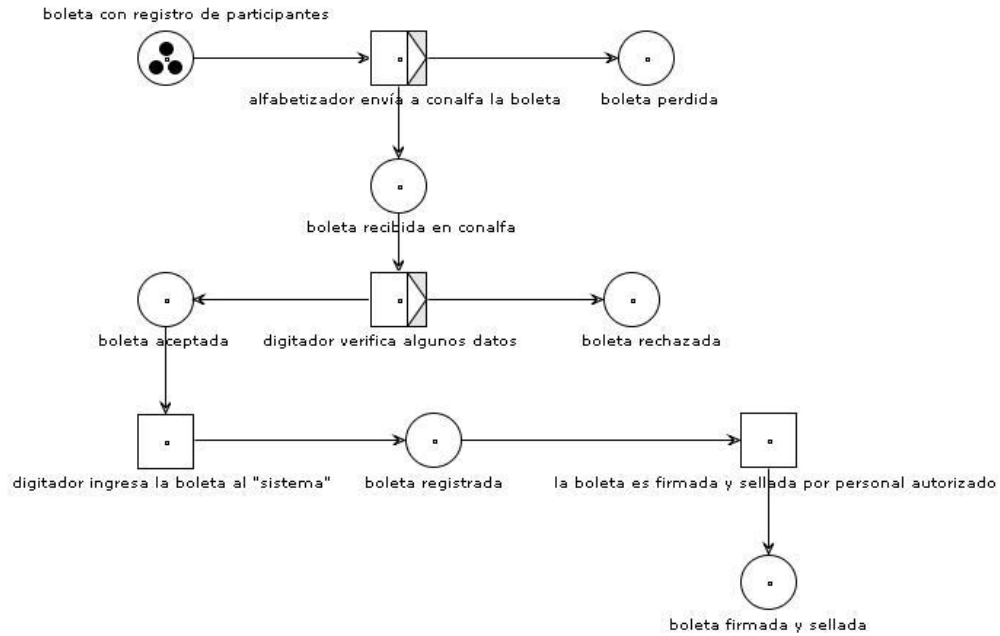 boleta con registro de participantes
alfabetizador envía a conalfa la boleta
boleta perdida
boleta recibida en conalfa
boleta aceptada
digitador verifica algunos datos
boleta rechazada
digitador ingresa la boleta al "sistema"
boleta registrada
la boleta es firmada y sellada por personal autorizado
boleta firmada y sellada